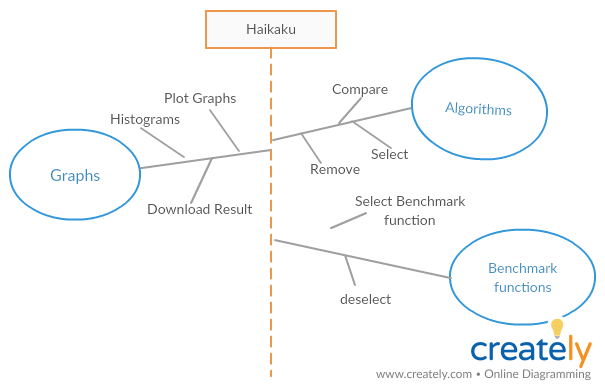 Haikaku
Compare
Plot Graphs
Algorithms
Histograms
Select
Remove
Graphs
Select Benchmark
function
Download Result
Benchmark
functions
deselect
creately
www.creately.com • Online Diagramming